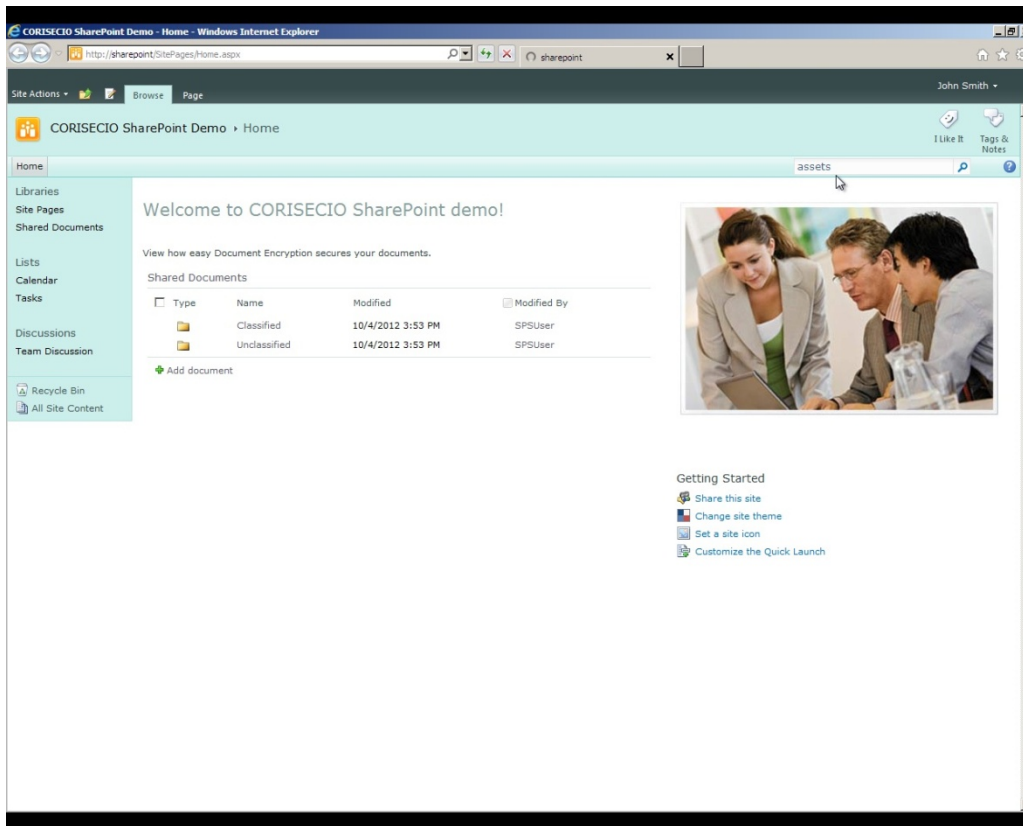 CORISECIO SharePoint Demo - Home - Windows Internet Explorer
http://sharepoint/SitePages/Home.aspx
sharepoint
John Smith
Site Actions
Browse
Page
CORISECIO SharePoint Demo
Home
I Like It
Tags & Notes
Home
assets
Libraries
Site Pages
Shared Documents
Lists
Calendar
Tasks
Discussions
Team Discussion
Recycle Bin
All Site Content
Welcome to CORISECIO SharePoint demo!
View how easy Document Encryption secures your documents.
Shared Documents
Type Name Modified Modified By
Classified 10/4/2012 3:53 PM SPSUser
Unclassified 10/4/2012 3:53 PM SPSUser
Add document
Getting Started
Share this site
Change site theme
Set a site icon
Customize the Quick Launch